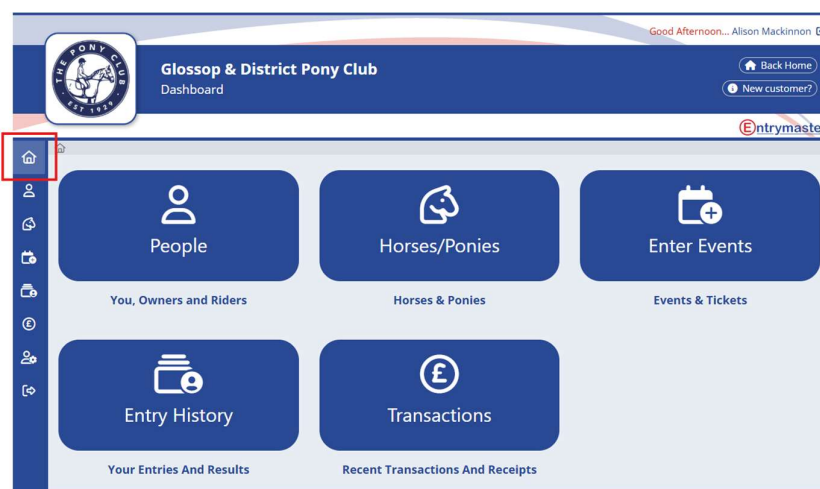 Good Afternoon... Alison Mackinnon
THE PONY CLUB
EST 1929
Glossop & District Pony Club
Dashboard
Back Home
New customer?
Entrymaste
People
Horses/Ponies
Enter Events
You, Owners and Riders
Horses & Ponies
Events & Tickets
Entry History
Transactions
Your Entries And Results
Recent Transactions And Receipts